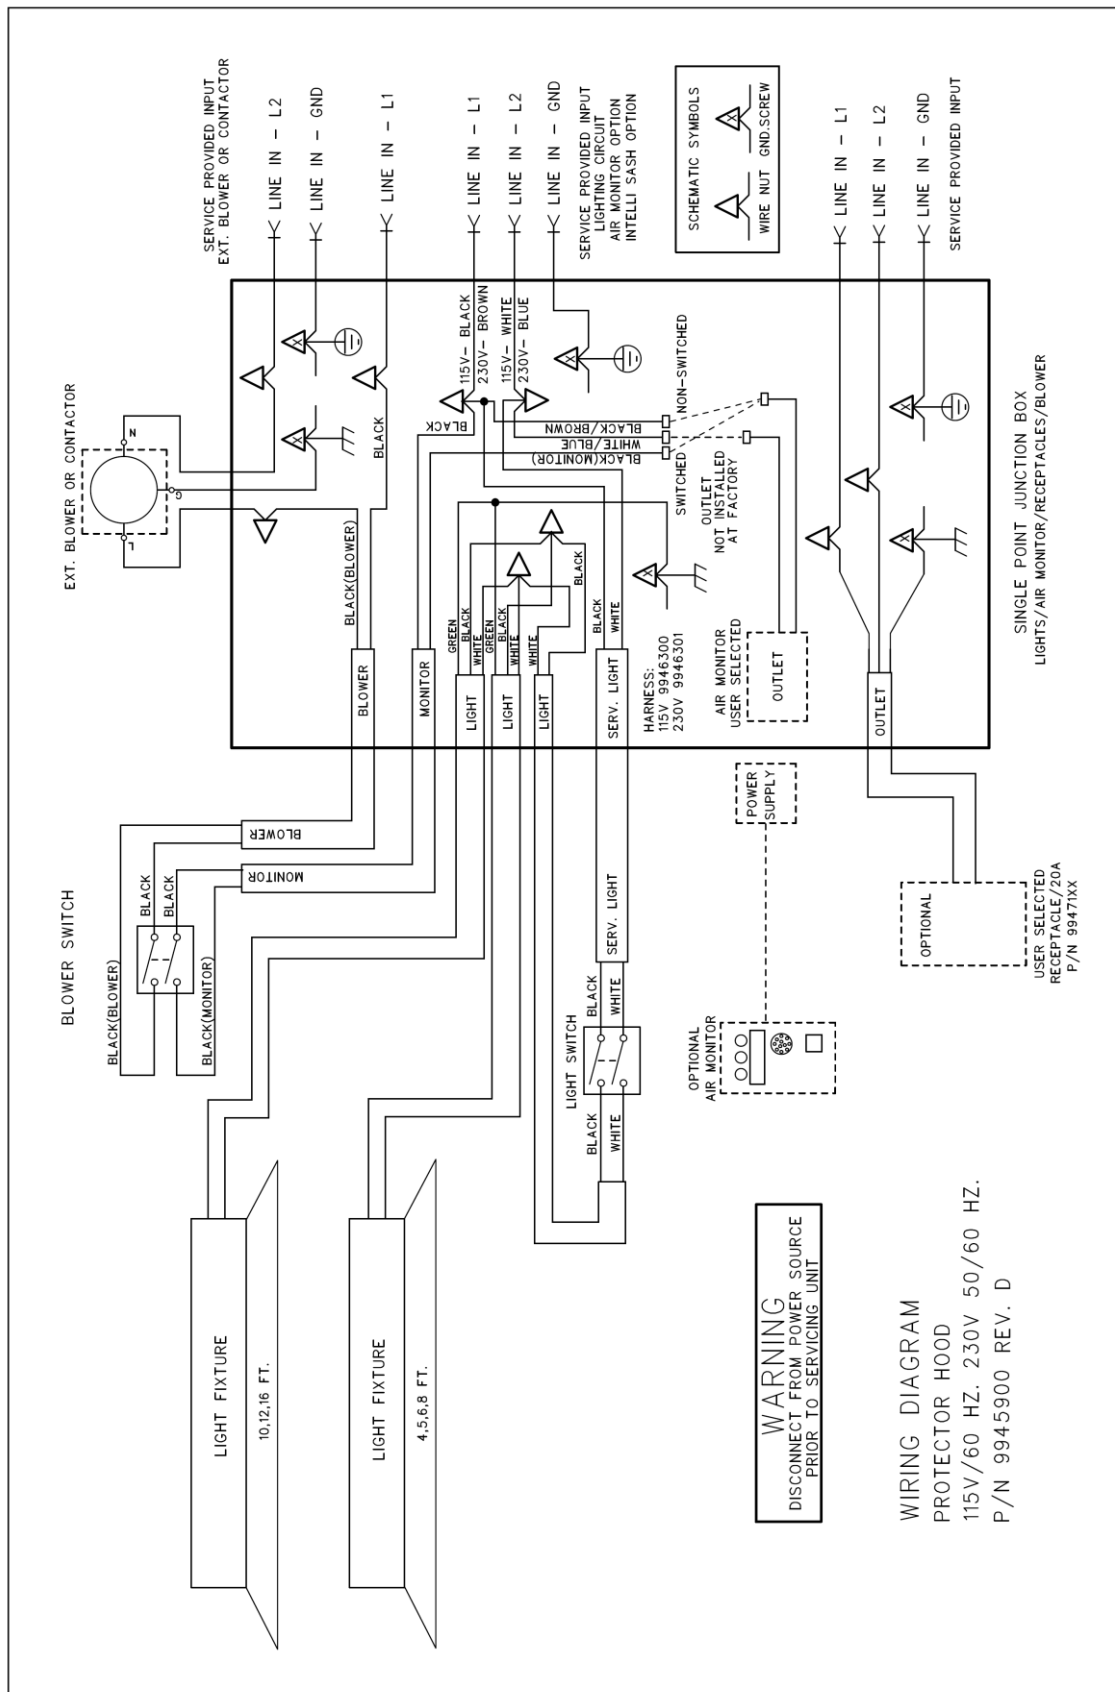 EXT. BLOWER OR CONTACTOR
N
G
L
SERVICE PROVIDED INPUT
EXT. BLOWER OR CONTACTOR
LINE IN - L2
LINE IN - GND
LINE IN - L1
BLACK
BLACK(BLOWER)
BLOWER
BLOWER SWITCH
BLACK(BLOWER)
BLACK
BLACK
BLACK(MONITOR)
BLOWER
MONITOR
MONITOR
LINE IN - L1
LINE IN - L2
LINE IN - GND
SERVICE PROVIDED INPUT
LIGHTING CIRCUIT
AIR MONITOR OPTION
INTELLI SASH OPTION
115V- BLACK
230V- BROWN
115V- WHITE
230V- BLUE
BLACK
BLACK/BROWN
WHITE/BLUE
BLACK(MONITOR)
NON-SWITCHED
SWITCHED
OUTLET
NOT INSTALLED
AT FACTORY
GREEN
BLACK
WHITE
GREEN
BLACK
WHITE
WHITE
BLACK
BLACK
WHITE
LIGHT
LIGHT
LIGHT
SERV. LIGHT
HARNESS:
115V 9946300
230V 9946301
AIR MONITOR
USER SELECTED
OUTLET
SCHEMATIC SYMBOLS
X
WIRE NUT
GND.SCREW
X
X
X
X
X
X
LINE IN - L1
LINE IN - L2
LINE IN - GND
SERVICE PROVIDED INPUT
OUTLET
SINGLE POINT JUNCTION BOX
LIGHTS/AIR MONITOR/RECEPTACLES/BLOWER
POWER
SUPPLY
OPTIONAL
USER SELECTED
RECEPTACLE/20A
P/N 99471XX
OPTIONAL
AIR MONITOR
SERV. LIGHT
BLACK
WHITE
LIGHT SWITCH
BLACK
WHITE
LIGHT FIXTURE
10,12,16 FT.
LIGHT FIXTURE
4,5,6,8 FT.
WARNING
DISCONNECT FROM POWER SOURCE
PRIOR TO SERVICING UNIT
WIRING DIAGRAM
PROTECTOR HOOD
115V/60 HZ. 230V 50/60 HZ.
P/N 9945900 REV. D